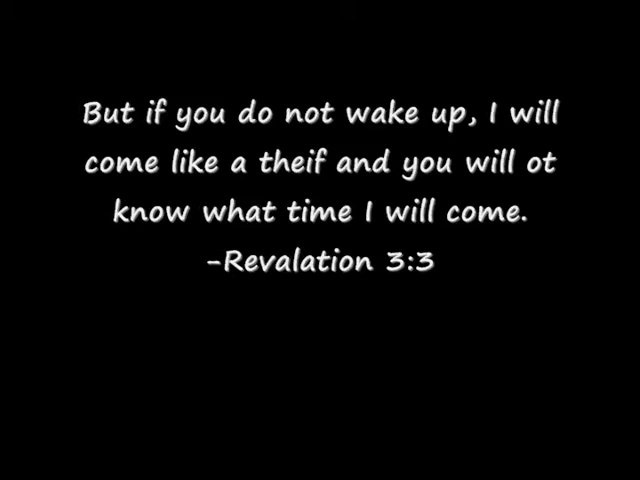 But if you do not wake up, I will
come like a theif and you will ot
know what time I will come.
-Revalation 3:3